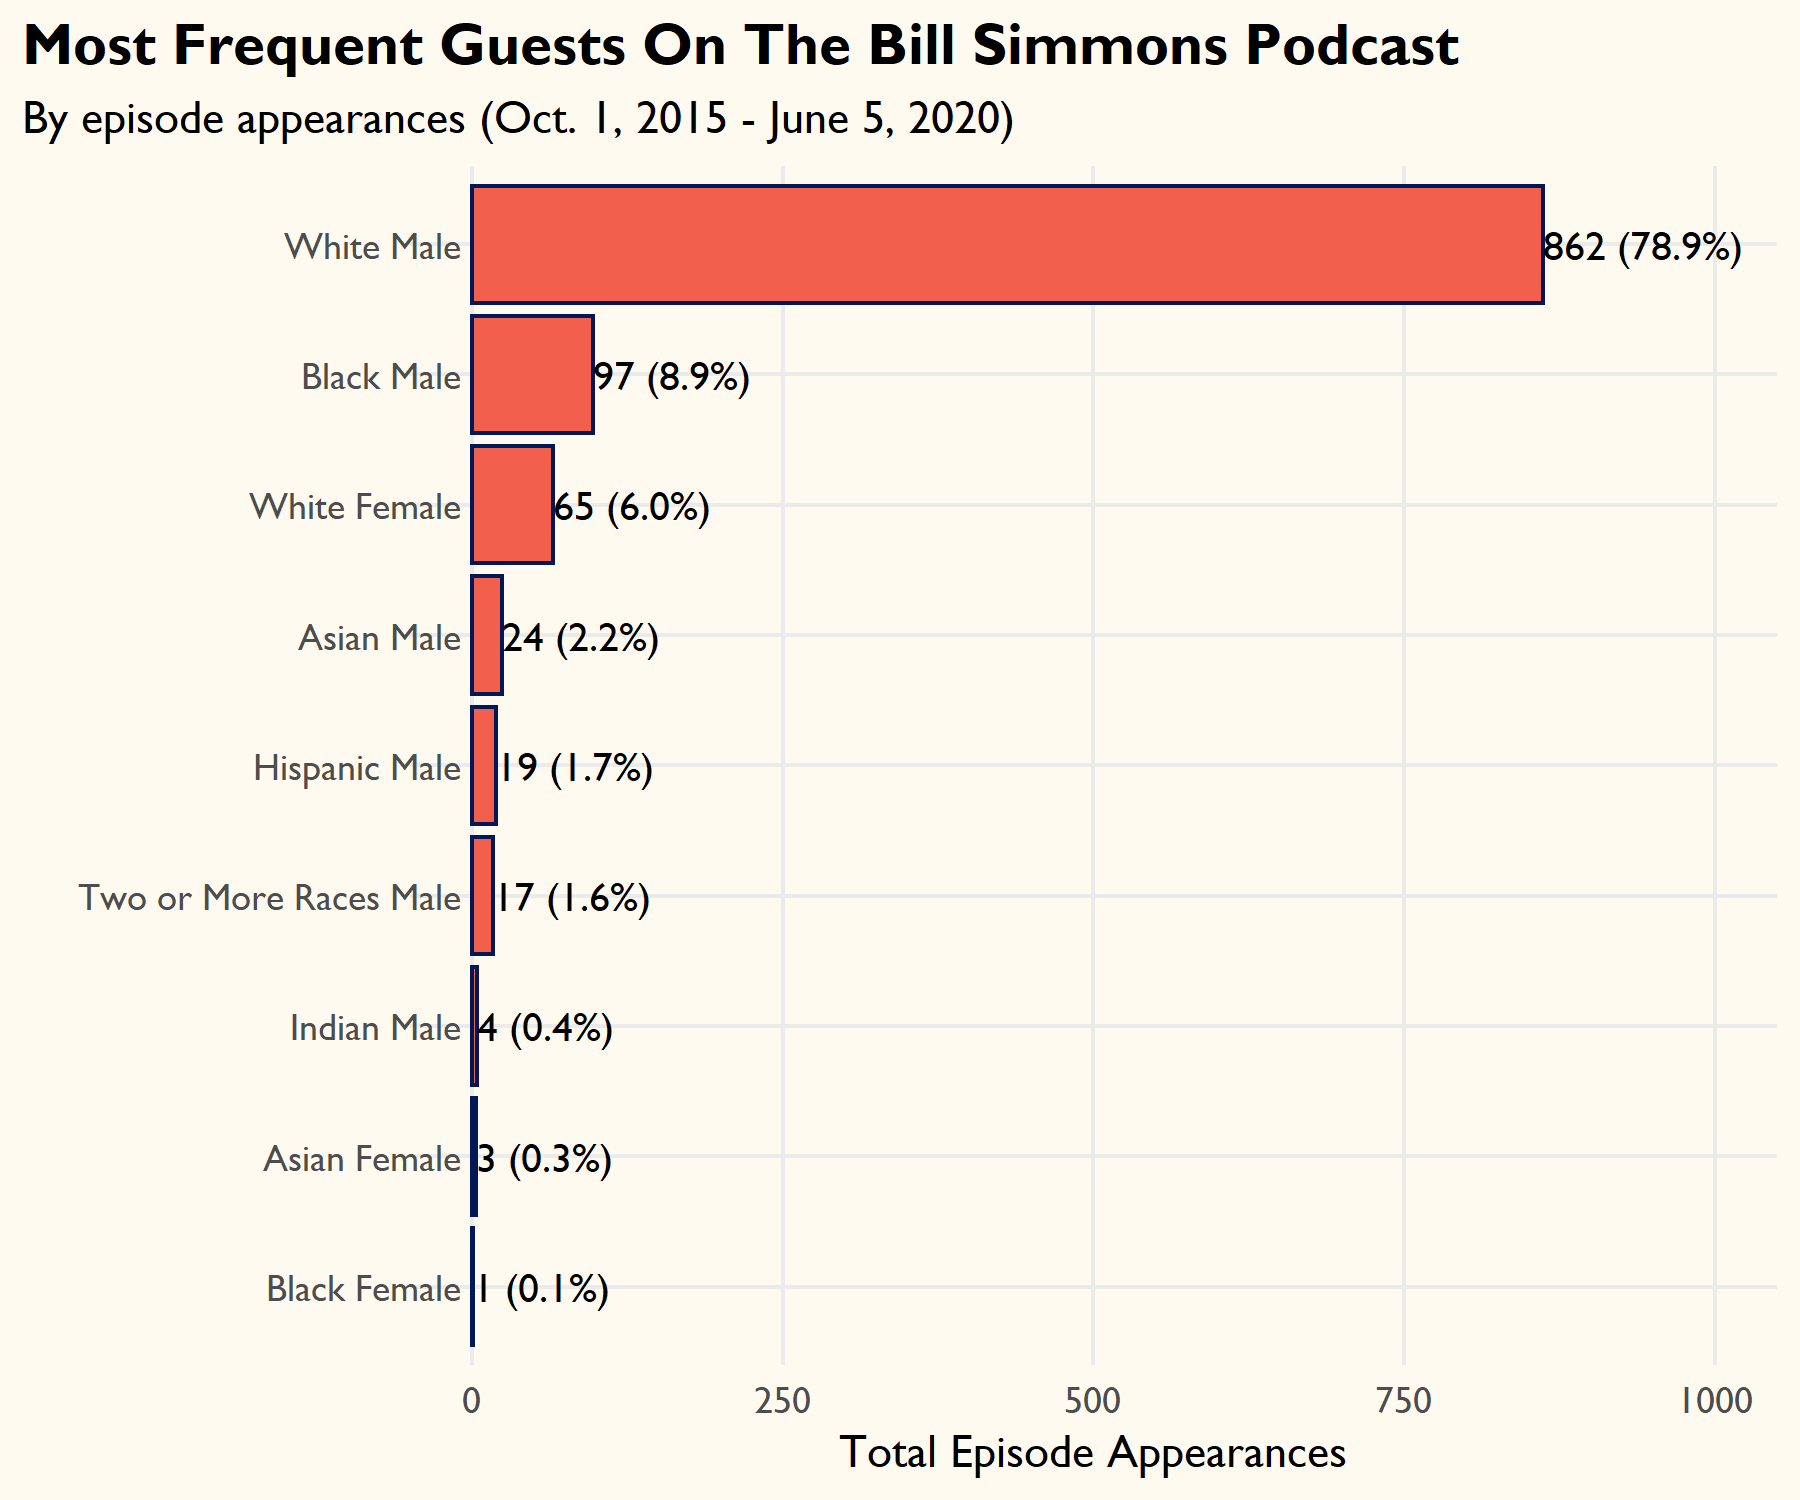 Most Frequent Guests On The Bill Simmons Podcast
By episode appearances (Oct. 1, 2015 - June 5, 2020)
White Male 862 (78.9%)
Black Male 97 (8.9%)
White Female 65 (6.0%)
Asian Male 24 (2.2%)
Hispanic Male 19 (1.7%)
Two or More Races Male 17 (1.6%)
Indian Male 4 (0.4%)
Asian Female 3 (0.3%)
Black Female 1 (0.1%)
0 250 500 750 1000
Total Episode Appearances